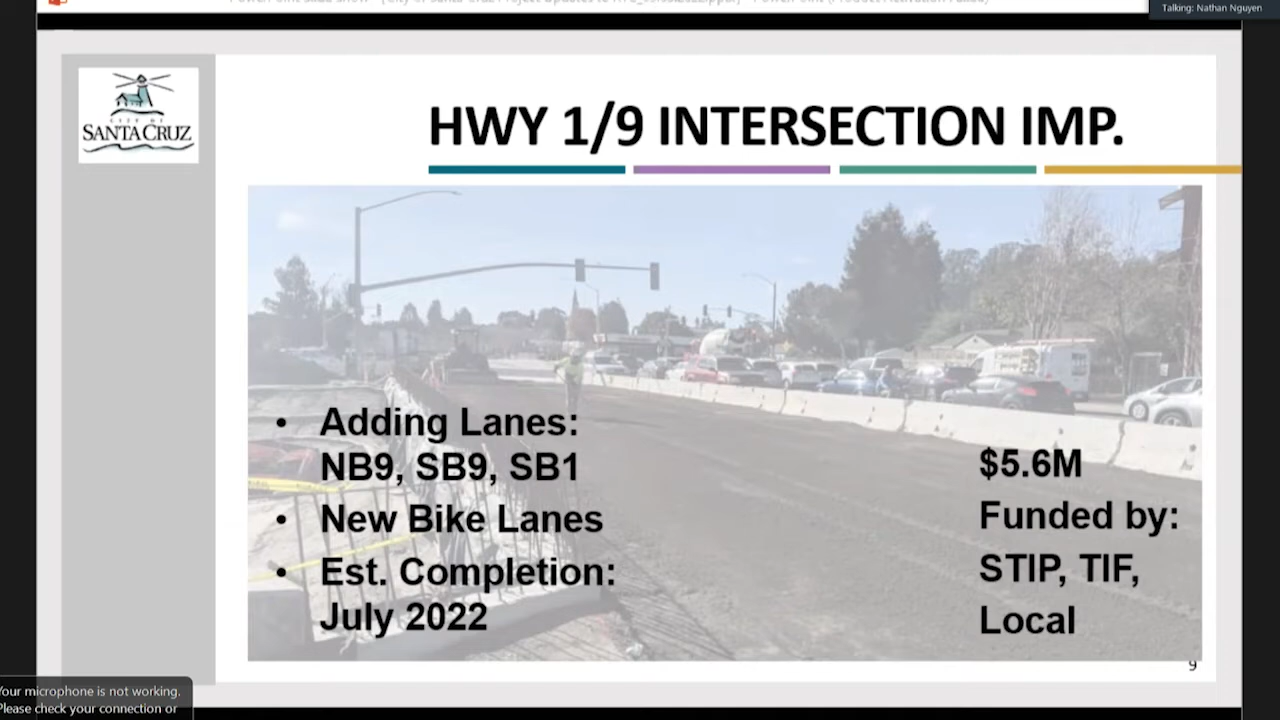 Talking: Nathan Nguyen
CITY OF
SANTA CRUZ
HWY 1/9 INTERSECTION IMP.
• Adding Lanes:
NB9, SB9, SB1
• New Bike Lanes
• Est. Completion:
July 2022
$5.6M
Funded by:
STIP, TIF,
Local
9
Your microphone is not working.
Please check your connection or